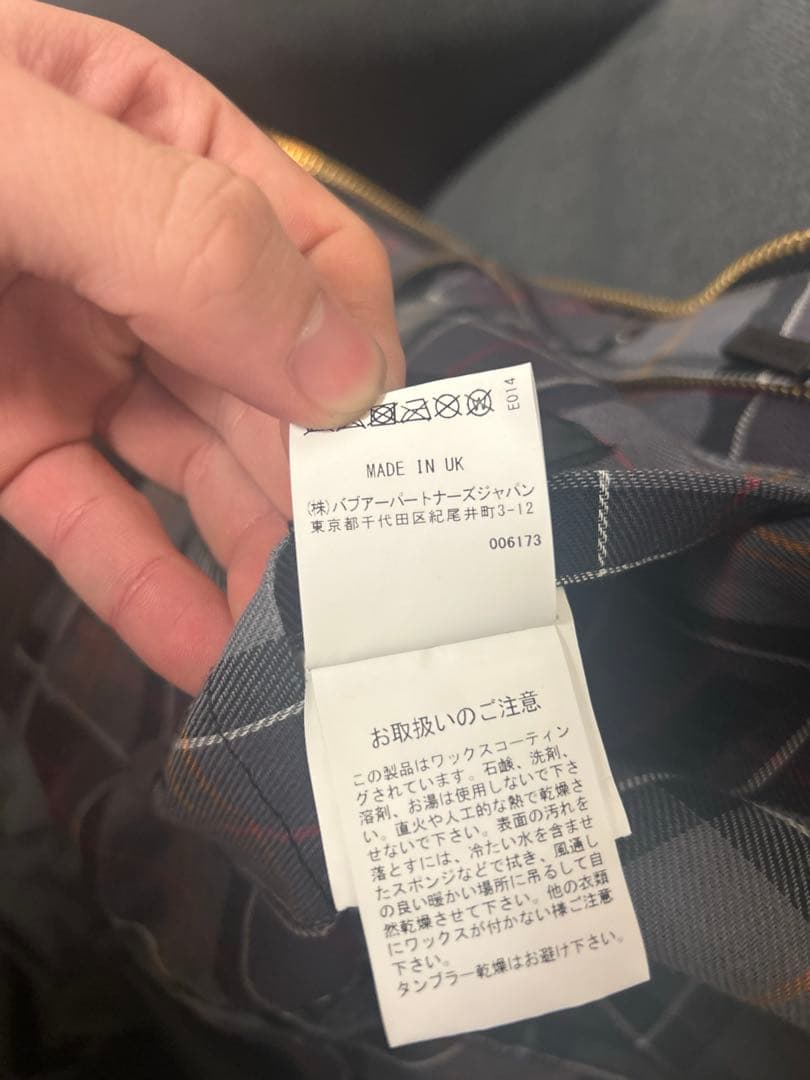 E014
MADE IN UK
(株)バブアーパートナーズジャパン
東京都千代田区紀尾井町3-12
006173
お取扱いのご注意
この製品はワックスコーティン
グされています。石鹸、洗剤、
溶剤、お湯は使用しないで下さ
い。直火や人工的な熱で乾燥さ
せないで下さい。表面の汚れを
落とすには、冷たい水を含ませ
たスポンジなどで拭き、風通し
の良い暖かい場所に吊るして自
然乾燥させて下さい。他の衣類
にワックスが付かない様ご注意
下さい。
タンブラー乾燥はお避け下さい。